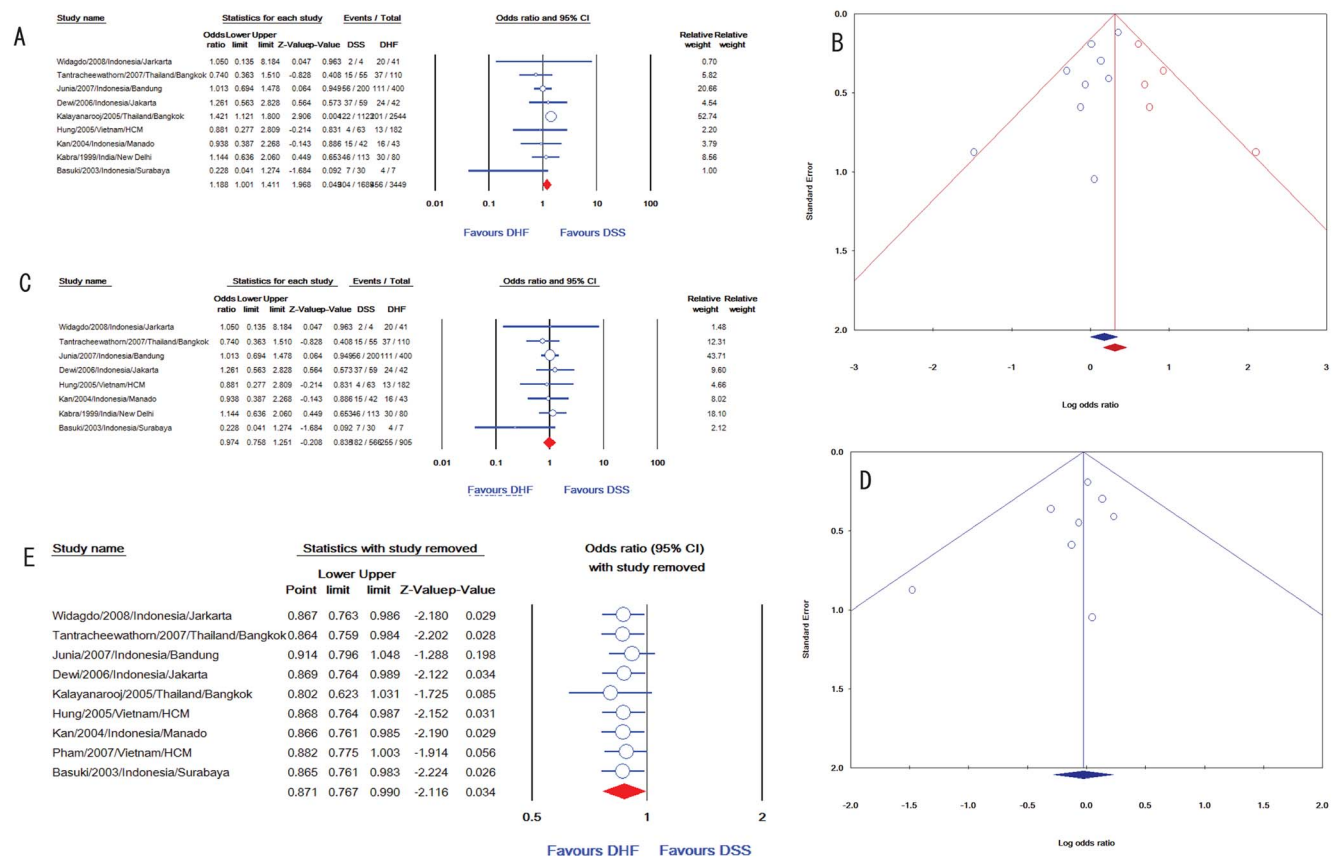 A
Study name Statistics for each study Events / Total Odds ratio and 95% CI
Odds Lower Upper Relative Relative
ratio limit limit Z-Value p-Value DSS DHF weight weight
Widagdo/2008/Indonesia/Jarkarta 1.050 0.135 8.184 0.047 0.963 2 / 4 20 / 41 0.70
Tantracheewathorn/2007/Thailand/Bangkok 0.740 0.363 1.510 -0.828 0.408 15 / 55 37 / 110 5.82
Junia/2007/Indonesia/Bandung 1.013 0.694 1.478 0.064 0.949 56 / 200 111 / 400 20.66
Dewi/2006/Indonesia/Jakarta 1.261 0.563 2.828 0.564 0.573 37 / 59 24 / 42 4.54
Kalayanarooj/2005/Thailand/Bangkok 1.421 1.121 1.800 2.906 0.004 / 2544 52.74
Hung/2005/Vietnam/HCM 0.881 0.277 2.809 -0.214 0.831 4 / 63 13 / 182 2.20
Kan/2004/Indonesia/Manado 0.938 0.387 2.268 -0.143 0.886 15 / 42 16 / 43 3.79
Kabra/1999/India/New Delhi 1.144 0.636 2.060 0.449 0.653 46 / 113 30 / 80 8.56
Basuki/2003/Indonesia/Surabaya 0.228 0.041 1.274 -1.684 0.092 7 / 30 4 / 7 1.00
1.188 1.001 1.411 1.968 / 3449
0.01 0.1 1 10 100
Favours DHF Favours DSS
B
0.0
0.5
1.0
1.5
2.0
Standard Error
-3 -2 -1 0 1 2 3
Log odds ratio
C
Study name Statistics for each study Events / Total Odds ratio and 95% CI
Odds Lower Upper Relative Relative
ratio limit limit Z-Value p-Value DSS DHF weight weight
Widagdo/2008/Indonesia/Jarkarta 1.050 0.135 8.184 0.047 0.963 2 / 4 20 / 41 1.48
Tantracheewathorn/2007/Thailand/Bangkok 0.740 0.363 1.510 -0.828 0.408 15 / 55 37 / 110 12.31
Junia/2007/Indonesia/Bandung 1.013 0.694 1.478 0.064 0.949 56 / 200 111 / 400 43.71
Dewi/2006/Indonesia/Jakarta 1.261 0.563 2.828 0.564 0.573 37 / 59 24 / 42 9.60
Hung/2005/Vietnam/HCM 0.881 0.277 2.809 -0.214 0.831 4 / 63 13 / 182 4.66
Kan/2004/Indonesia/Manado 0.938 0.387 2.268 -0.143 0.886 15 / 42 16 / 43 8.02
Kabra/1999/India/New Delhi 1.144 0.636 2.060 0.449 0.653 46 / 113 30 / 80 18.10
Basuki/2003/Indonesia/Surabaya 0.228 0.041 1.274 -1.684 0.092 7 / 30 4 / 7 2.12
0.974 0.758 1.251 -0.208 / 905
0.01 0.1 1 10 100
Favours DHF Favours DSS
D
0.0
0.5
1.0
1.5
2.0
Standard Error
-2.0 -1.5 -1.0 -0.5 0.0 0.5 1.0 1.5 2.0
Log odds ratio
E
Study name Statistics with study removed Odds ratio (95% CI)
with study removed
Lower Upper
Point limit limit Z-Value p-Value
Widagdo/2008/Indonesia/Jarkarta 0.867 0.763 0.986 -2.180 0.029
Tantracheewathorn/2007/Thailand/Bangkok 0.864 0.759 0.984 -2.202 0.028
Junia/2007/Indonesia/Bandung 0.914 0.796 1.048 -1.288 0.198
Dewi/2006/Indonesia/Jakarta 0.869 0.764 0.989 -2.122 0.034
Kalayanarooj/2005/Thailand/Bangkok 0.802 0.623 1.031 -1.725 0.085
Hung/2005/Vietnam/HCM 0.868 0.764 0.987 -2.152 0.031
Kan/2004/Indonesia/Manado 0.866 0.761 0.985 -2.190 0.029
Pham/2007/Vietnam/HCM 0.882 0.775 1.003 -1.914 0.056
Basuki/2003/Indonesia/Surabaya 0.865 0.761 0.983 -2.224 0.026
0.871 0.767 0.990 -2.116 0.034
0.5 1 2
Favours DHF Favours DSS